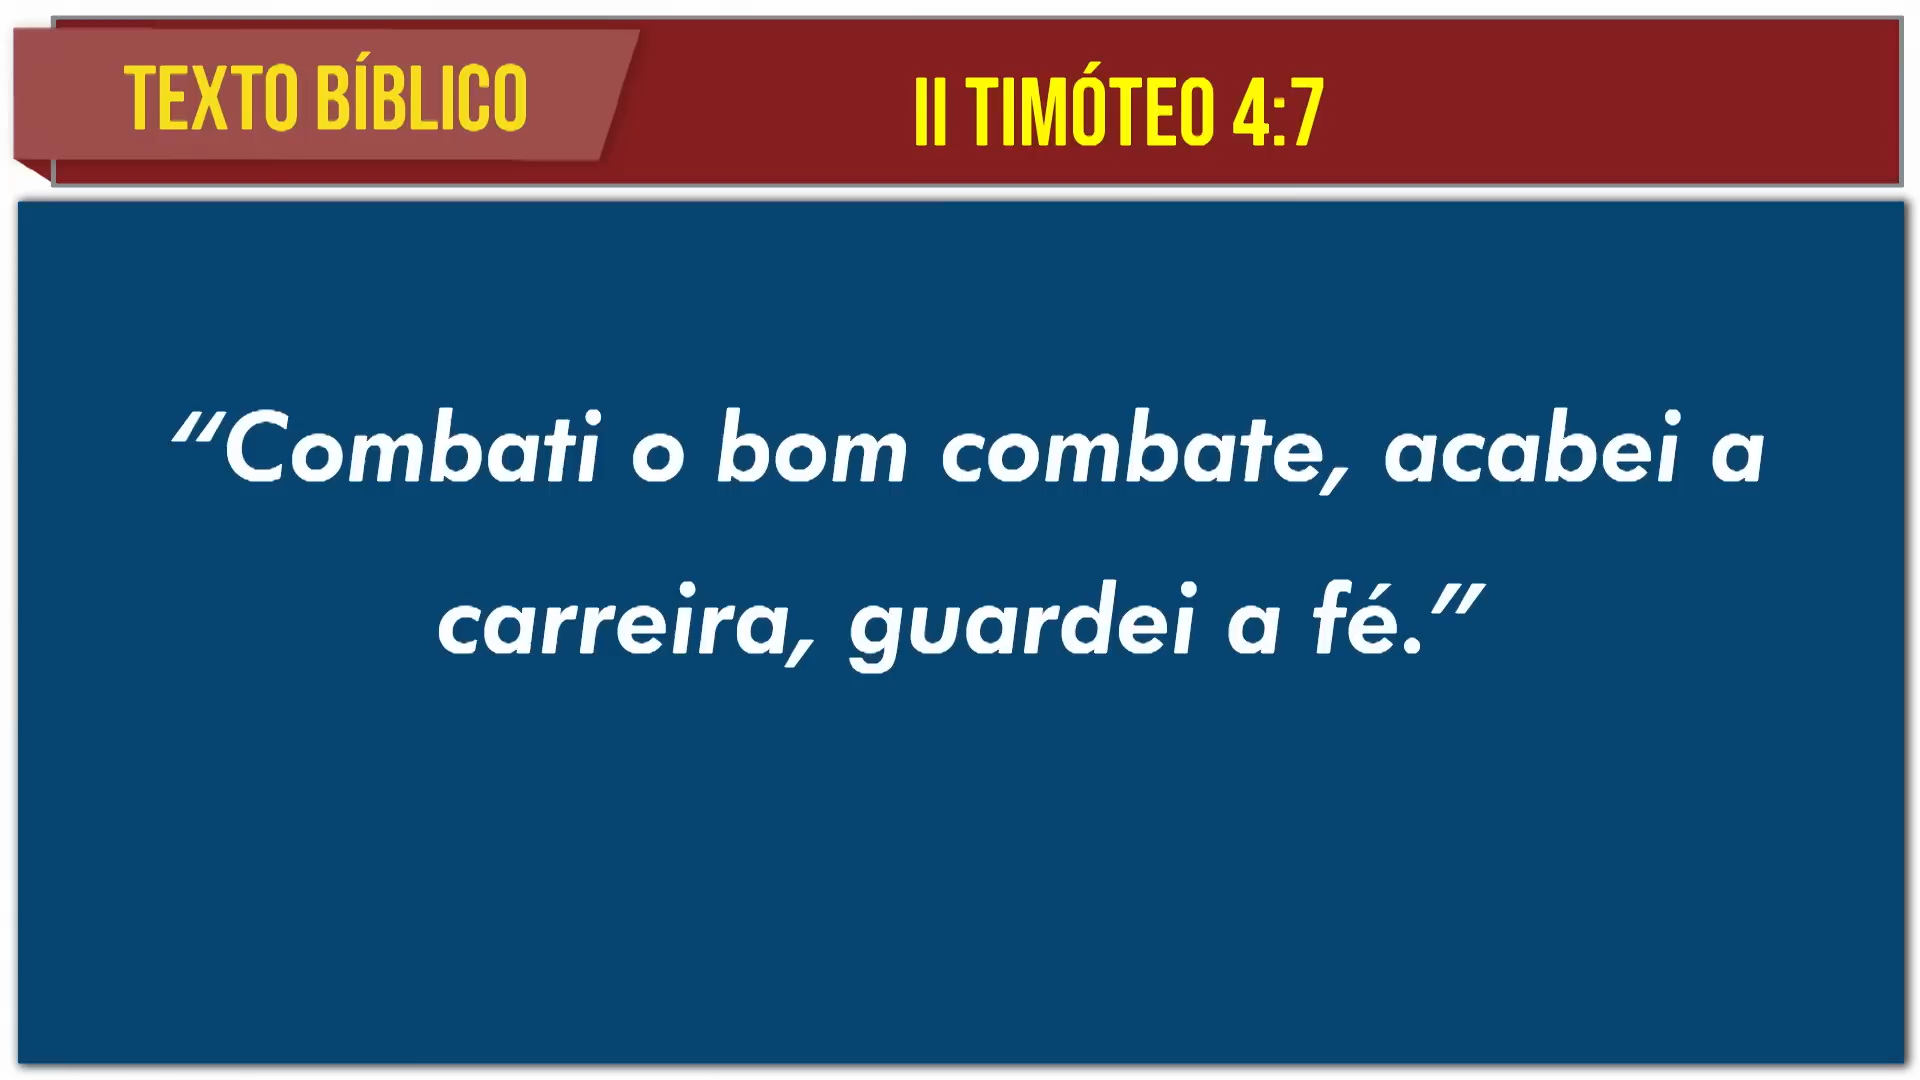 TEXTO BÍBLICO
II TIMÓTEO 4:7
“Combati o bom combate, acabei a
carreira, guardei a fé.”